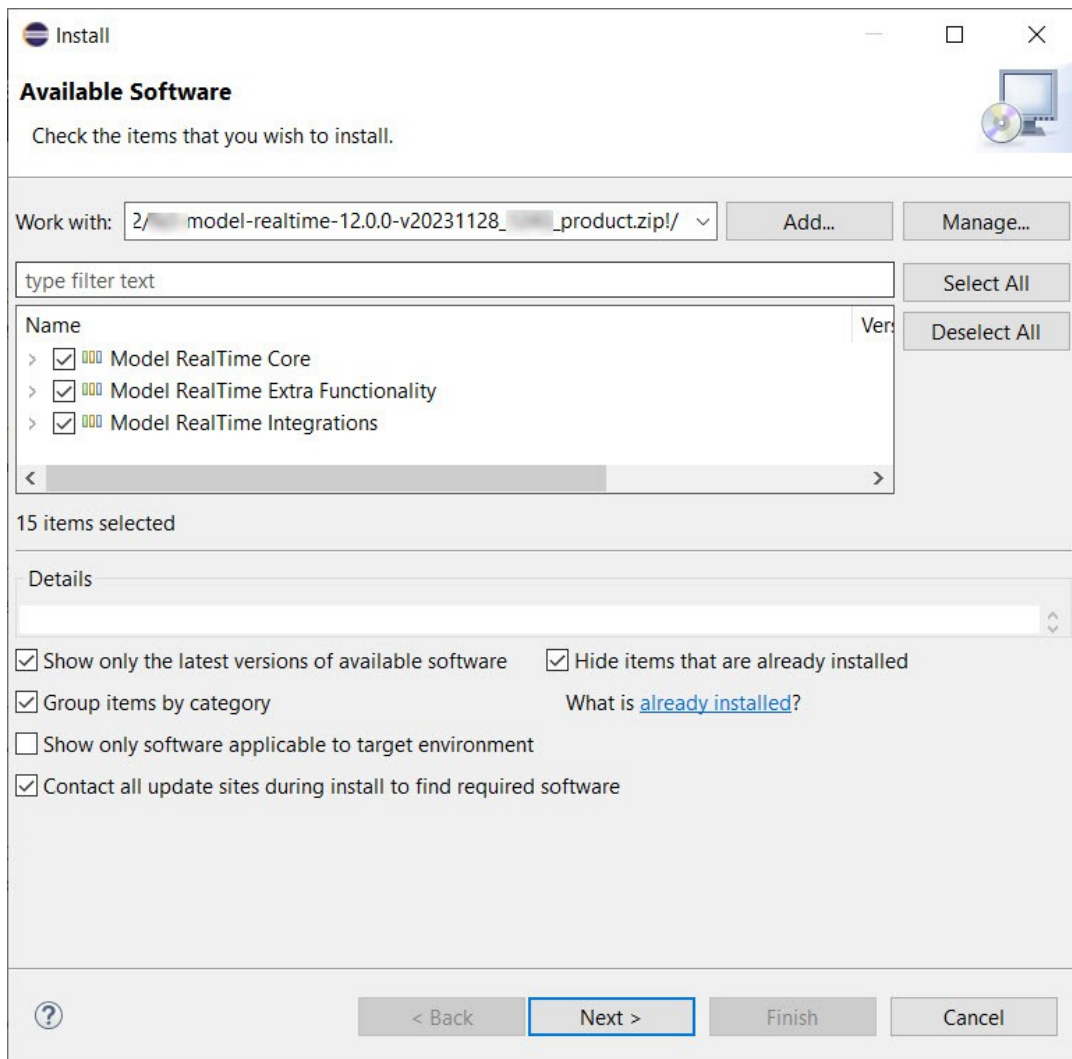 Install
Available Software
Check the items that you wish to install.
Work with: 2/ model-realtime-12.0.0-v20231128_ _product.zip!/ Add... Manage...
type filter text Select All
Name Vers Deselect All
Model RealTime Core
Model RealTime Extra Functionality
Model RealTime Integrations
15 items selected
Details
Show only the latest versions of available software Hide items that are already installed
Group items by category What is already installed?
Show only software applicable to target environment
Contact all update sites during install to find required software
< Back Next > Finish Cancel